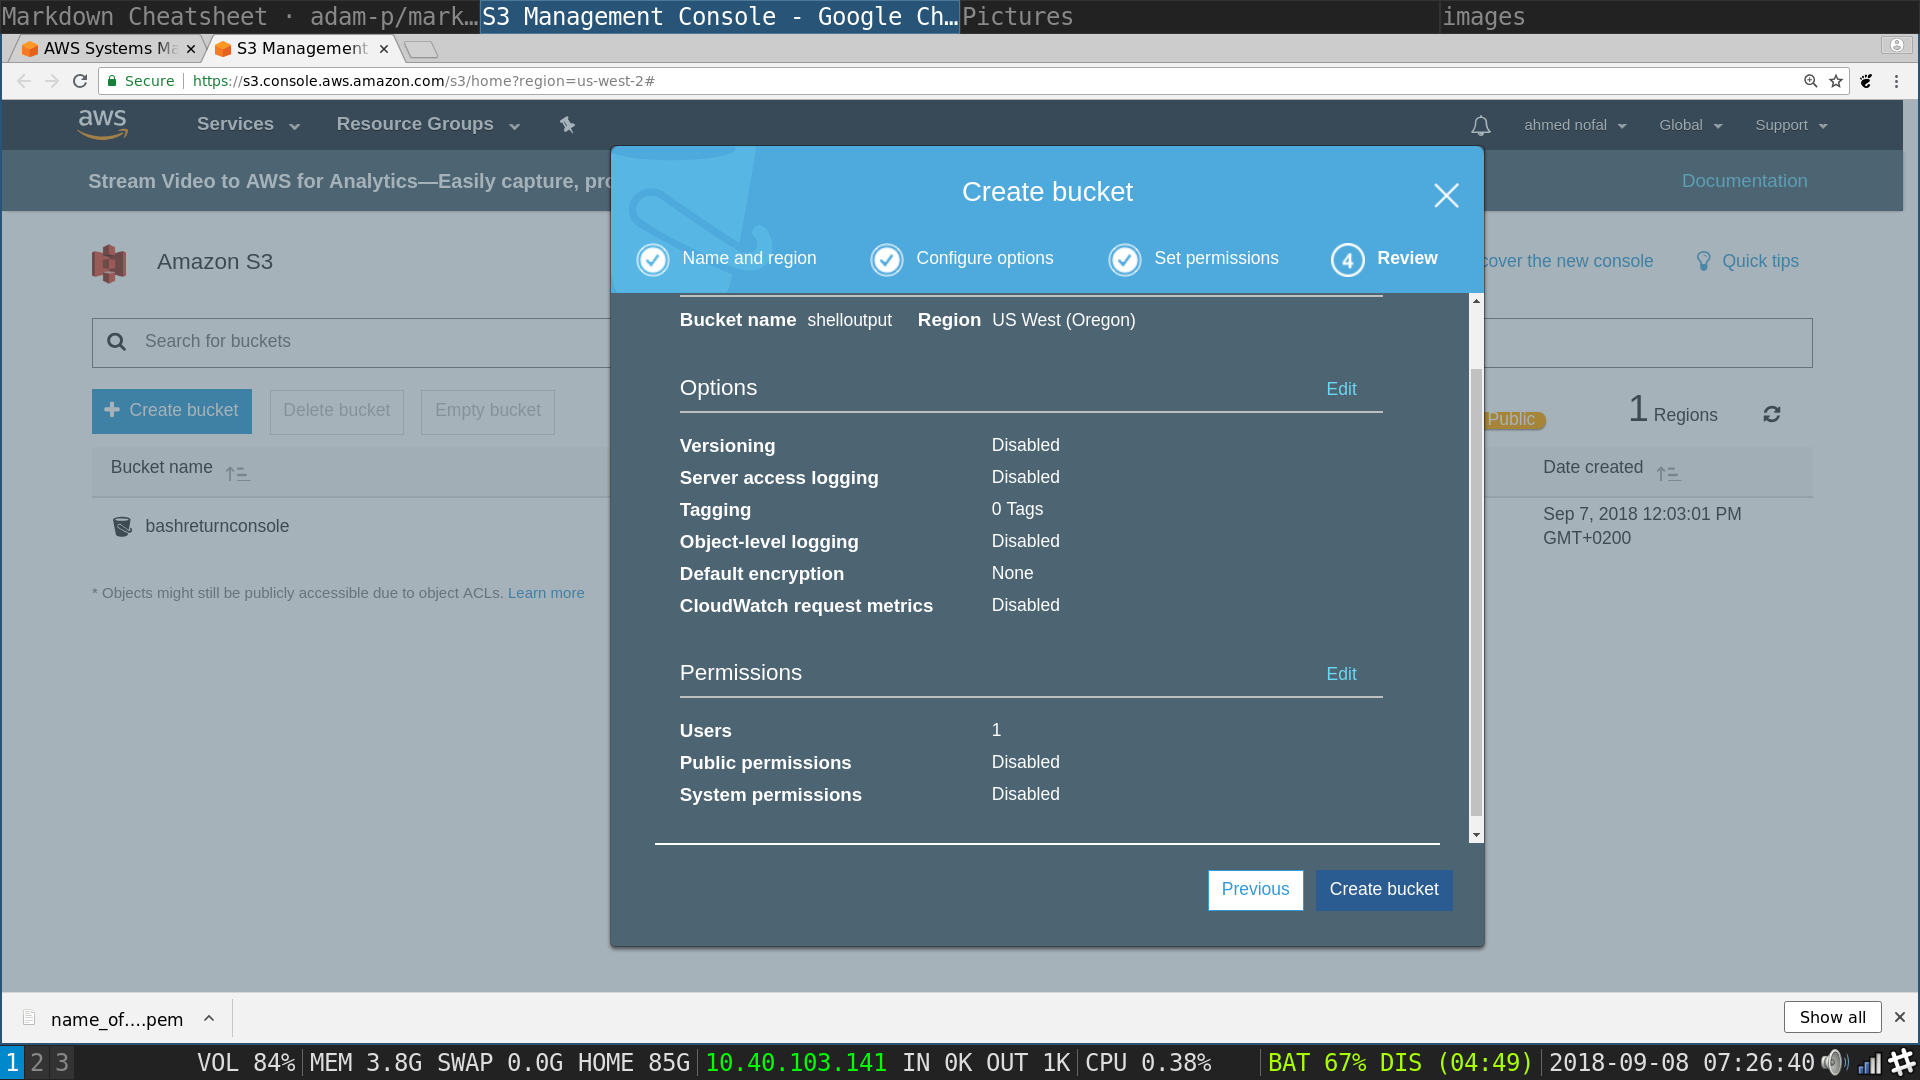 Markdown Cheatsheet · adam-p/mark…
S3 Management Console - Google Ch…
Pictures
images
AWS Systems Ma
S3 Management
Secure
https://s3.console.aws.amazon.com/s3/home?region=us-west-2#
aws
Services
Resource Groups
ahmed nofal
Global
Support
Stream Video to AWS for Analytics—Easily capture, pro
Documentation
Create bucket
Name and region
Configure options
Set permissions
4 Review
Amazon S3
cover the new console
Quick tips
Search for buckets
Bucket name shelloutput Region US West (Oregon)
Options
Edit
Create bucket
Delete bucket
Empty bucket
Public
1 Regions
Bucket name
Date created
bashreturnconsole
Sep 7, 2018 12:03:01 PM
GMT+0200
* Objects might still be publicly accessible due to object ACLs. Learn more
Versioning Disabled
Server access logging Disabled
Tagging 0 Tags
Object-level logging Disabled
Default encryption None
CloudWatch request metrics Disabled
Permissions
Edit
Users 1
Public permissions Disabled
System permissions Disabled
Previous
Create bucket
name_of....pem
Show all
1 2 3
VOL 84% MEM 3.8G SWAP 0.0G HOME 85G 10.40.103.141 IN 0K OUT 1K CPU 0.38% BAT 67% DIS (04:49) 2018-09-08 07:26:40